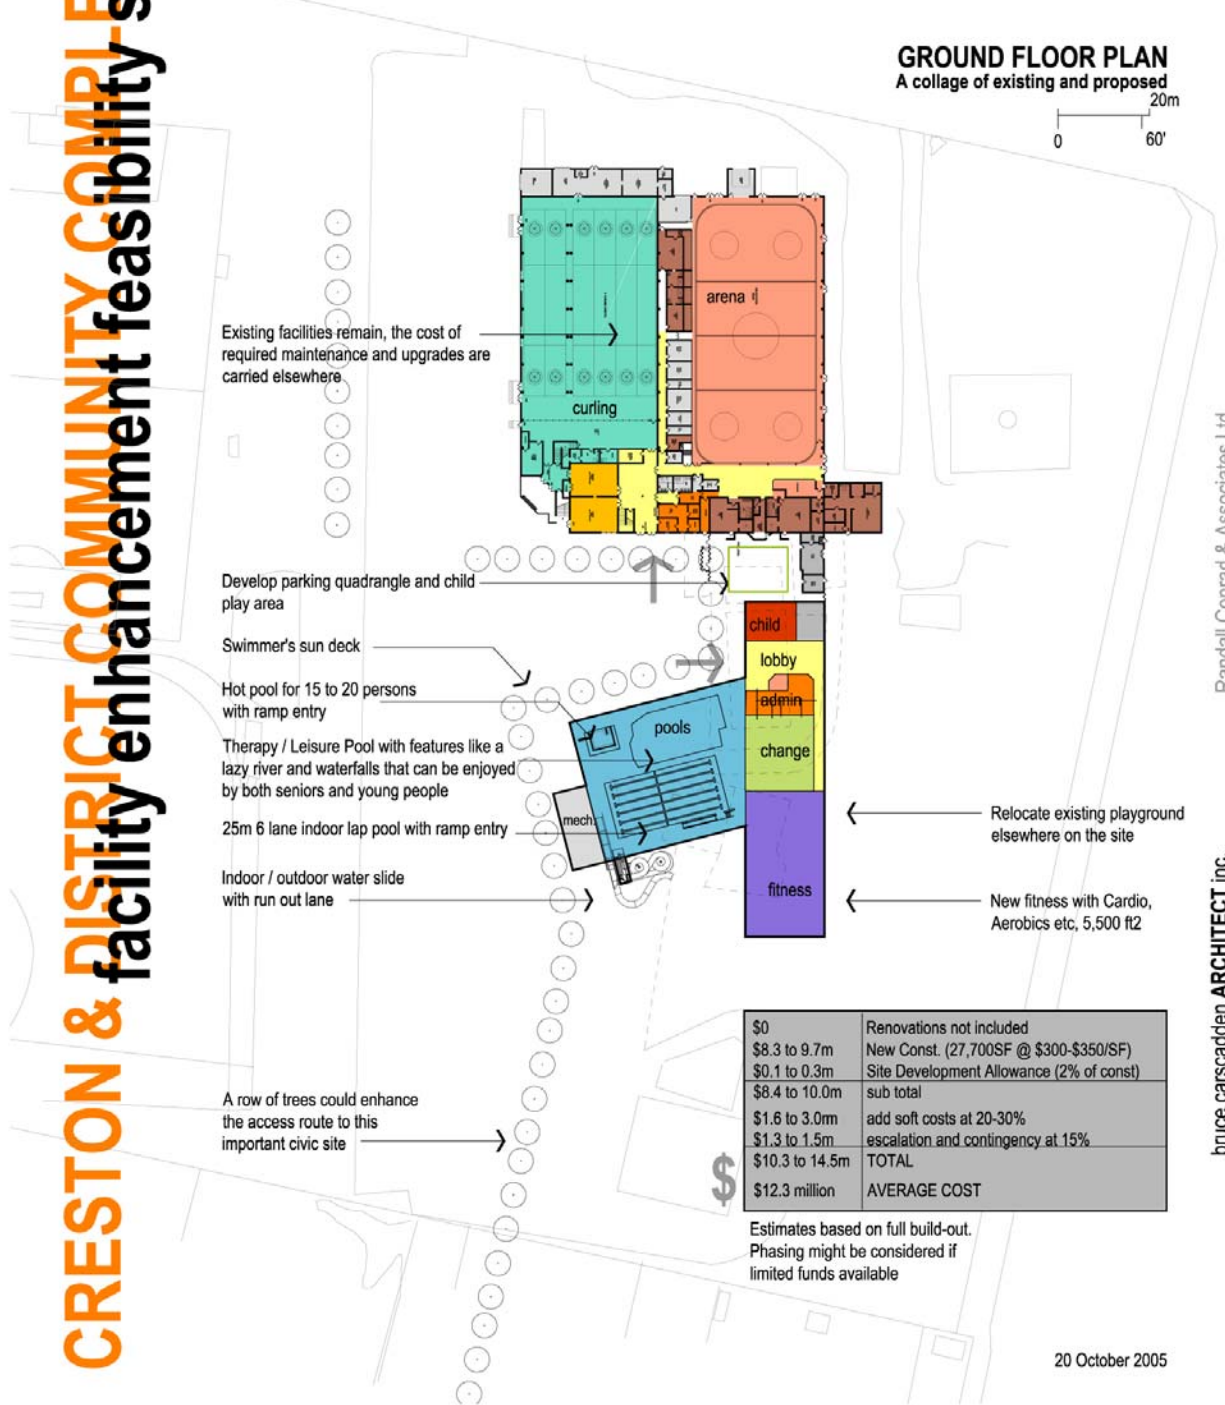 CRESTON & DISTRICT COMMUNITY
facility enhancement feasibility
GROUND FLOOR PLAN
A collage of existing and proposed
20m
0
60'
arena
Existing facilities remain, the cost of
required maintenance and upgrades are
carried elsewhere
curling
Develop parking quadrangle and child
play area
child
Swimmer's sun deck
lobby
Hot pool for 15 to 20 persons
with ramp entry
admin
pools
Therapy / Leisure Pool with features like a
lazy river and waterfalls that can be enjoyed
by both seniors and young people
change
25m 6 lane indoor lap pool with ramp entry
mech.
Relocate existing playground
elsewhere on the site
Indoor / outdoor water slide
with run out lane
fitness
New fitness with Cardio,
Aerobics etc, 5,500 ft2
$0 Renovations not included
$8.3 to 9.7m New Const. (27,700SF @ $300-$350/SF)
$0.1 to 0.3m Site Development Allowance (2% of const)
$8.4 to 10.0m sub total
$1.6 to 3.0mm add soft costs at 20-30%
$1.3 to 1.5m escalation and contingency at 15%
$10.3 to 14.5m TOTAL
$12.3 million AVERAGE COST
$
A row of trees could enhance
the access route to this
important civic site
Estimates based on full build-out.
Phasing might be considered if
limited funds available
20 October 2005
Randall Conrad & Associates Ltd
bruce carscadden ARCHITECT inc.